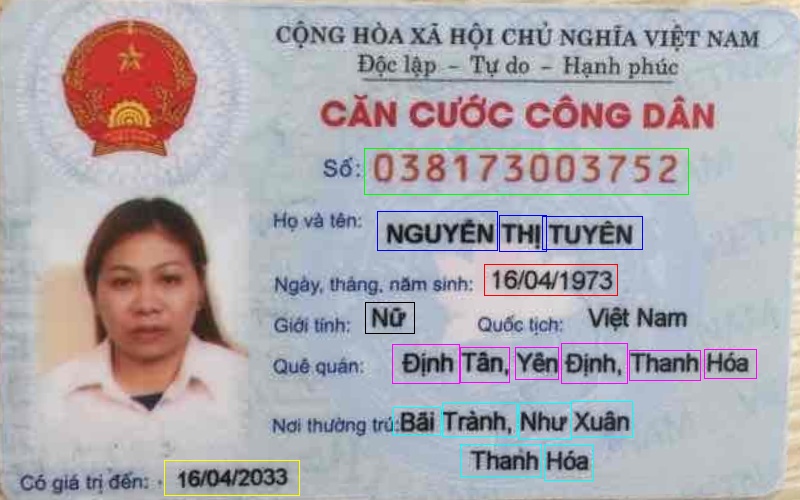 CỘNG HÒA XÃ HỘI CHỦ NGHĨA VIỆT NAM
Độc lập - Tự do - Hạnh phúc
CĂN CƯỚC CÔNG DÂN
Số: 038173003752
Họ và tên: NGUYỄN THỊ TUYÊN
Ngày, tháng, năm sinh: 16/04/1973
Giới tính: Nữ Quốc tịch: Việt Nam
Quê quán: Định Tân, Yên Định, Thanh Hóa
Nơi thường trú: Bãi Trành, Như Xuân
Thanh Hóa
Có giá trị đến: 16/04/2033